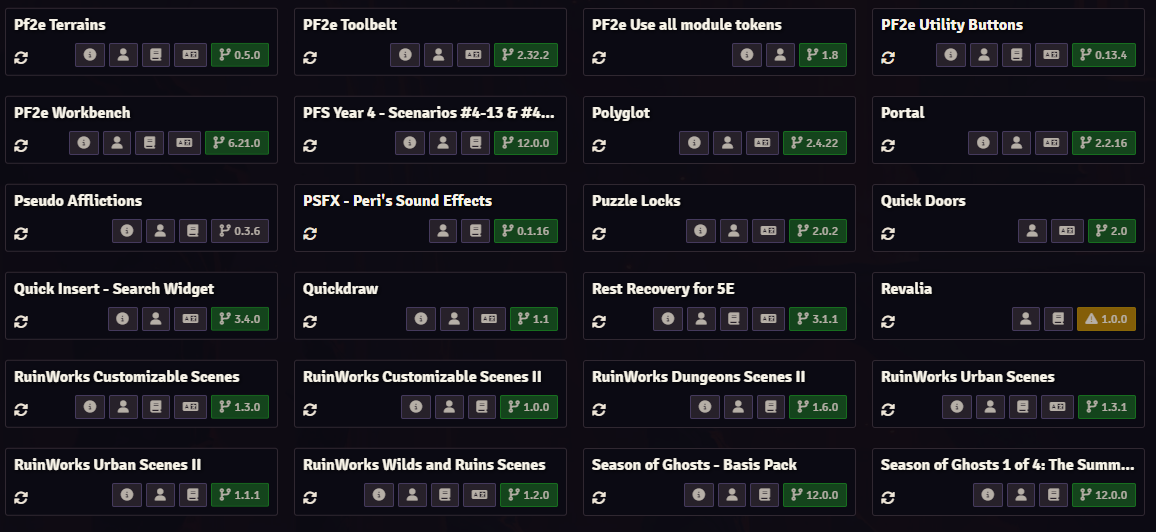 Pf2e Terrains
0.5.0
PF2e Toolbelt
2.32.2
PF2e Use all module tokens
1.8
PF2e Utility Buttons
0.13.4
PF2e Workbench
6.21.0
PFS Year 4 - Scenarios #4-13 & #4...
12.0.0
Polyglot
2.4.22
Portal
2.2.16
Pseudo Afflictions
0.3.6
PSFX - Peri's Sound Effects
0.1.16
Puzzle Locks
2.0.2
Quick Doors
2.0
Quick Insert - Search Widget
3.4.0
Quickdraw
1.1
Rest Recovery for 5E
3.1.1
Revalia
1.0.0
RuinWorks Customizable Scenes
1.3.0
RuinWorks Customizable Scenes II
1.0.0
RuinWorks Dungeons Scenes II
1.6.0
RuinWorks Urban Scenes
1.3.1
RuinWorks Urban Scenes II
1.1.1
RuinWorks Wilds and Ruins Scenes
1.2.0
Season of Ghosts - Basis Pack
12.0.0
Season of Ghosts 1 of 4: The Summ...
12.0.0